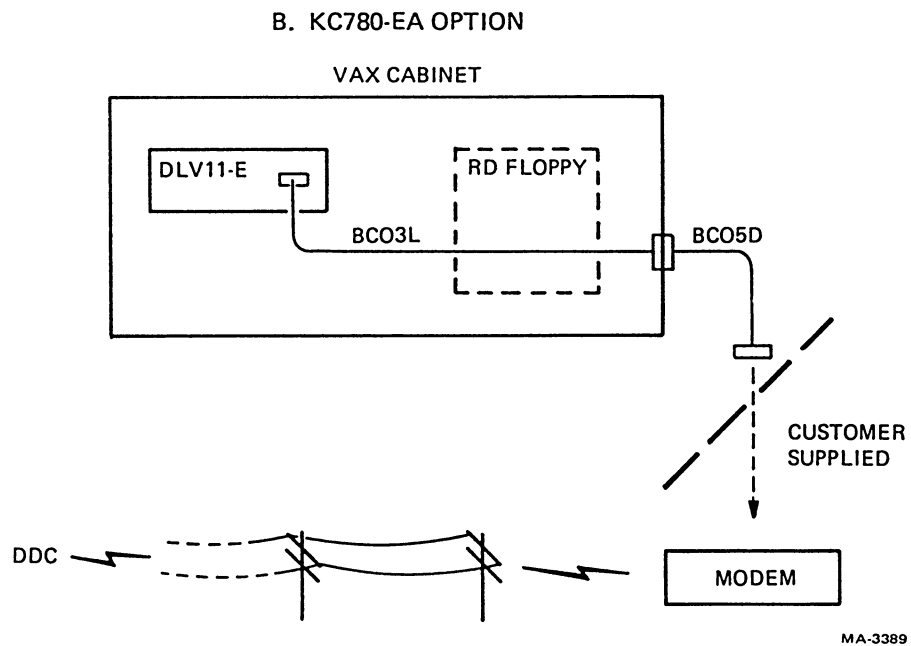 B. KC780-EA OPTION
VAX CABINET
DLV11-E
RD FLOPPY
BCO3L
BCO5D
CUSTOMER
SUPPLIED
DDC
MODEM
MA-3389